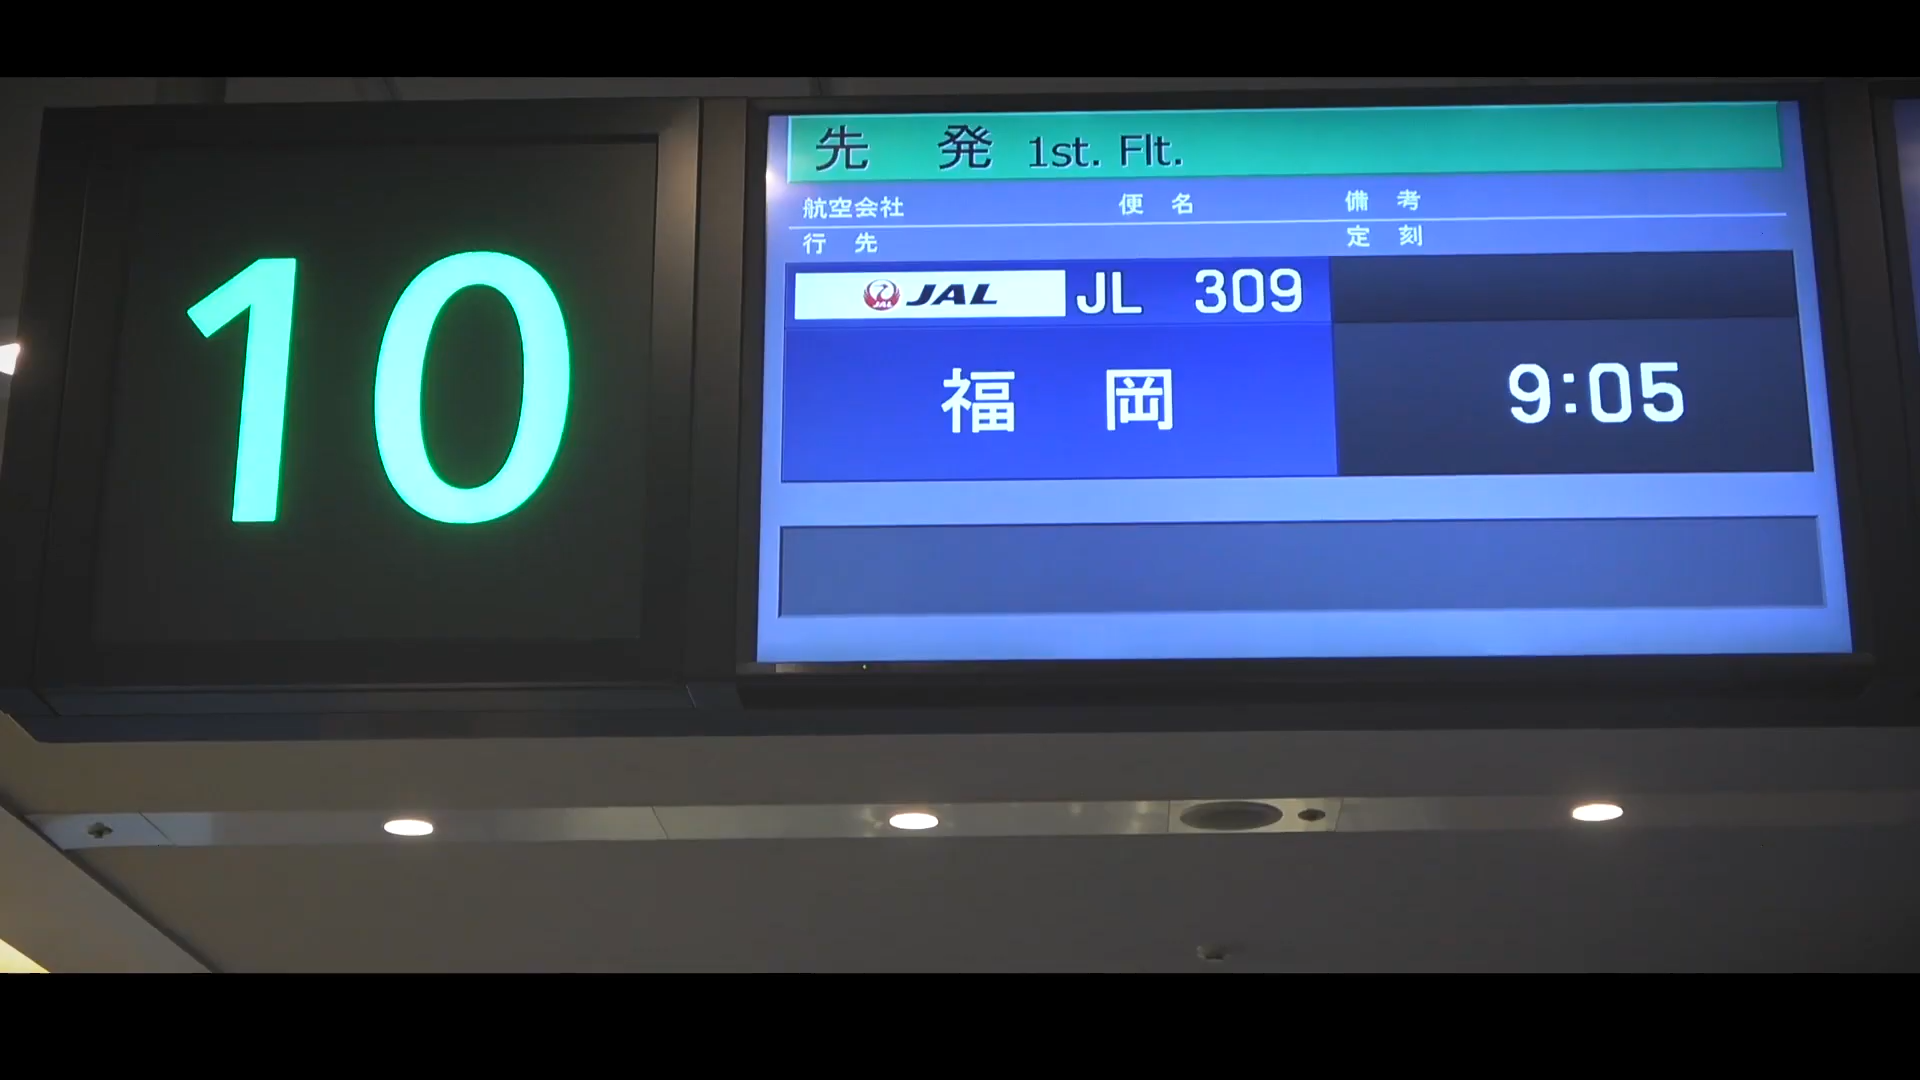 10
先 発 1st. Flt.
航空会社 便 名 備 考
行 先 定 刻
JAL JL 309
福 岡 9:05